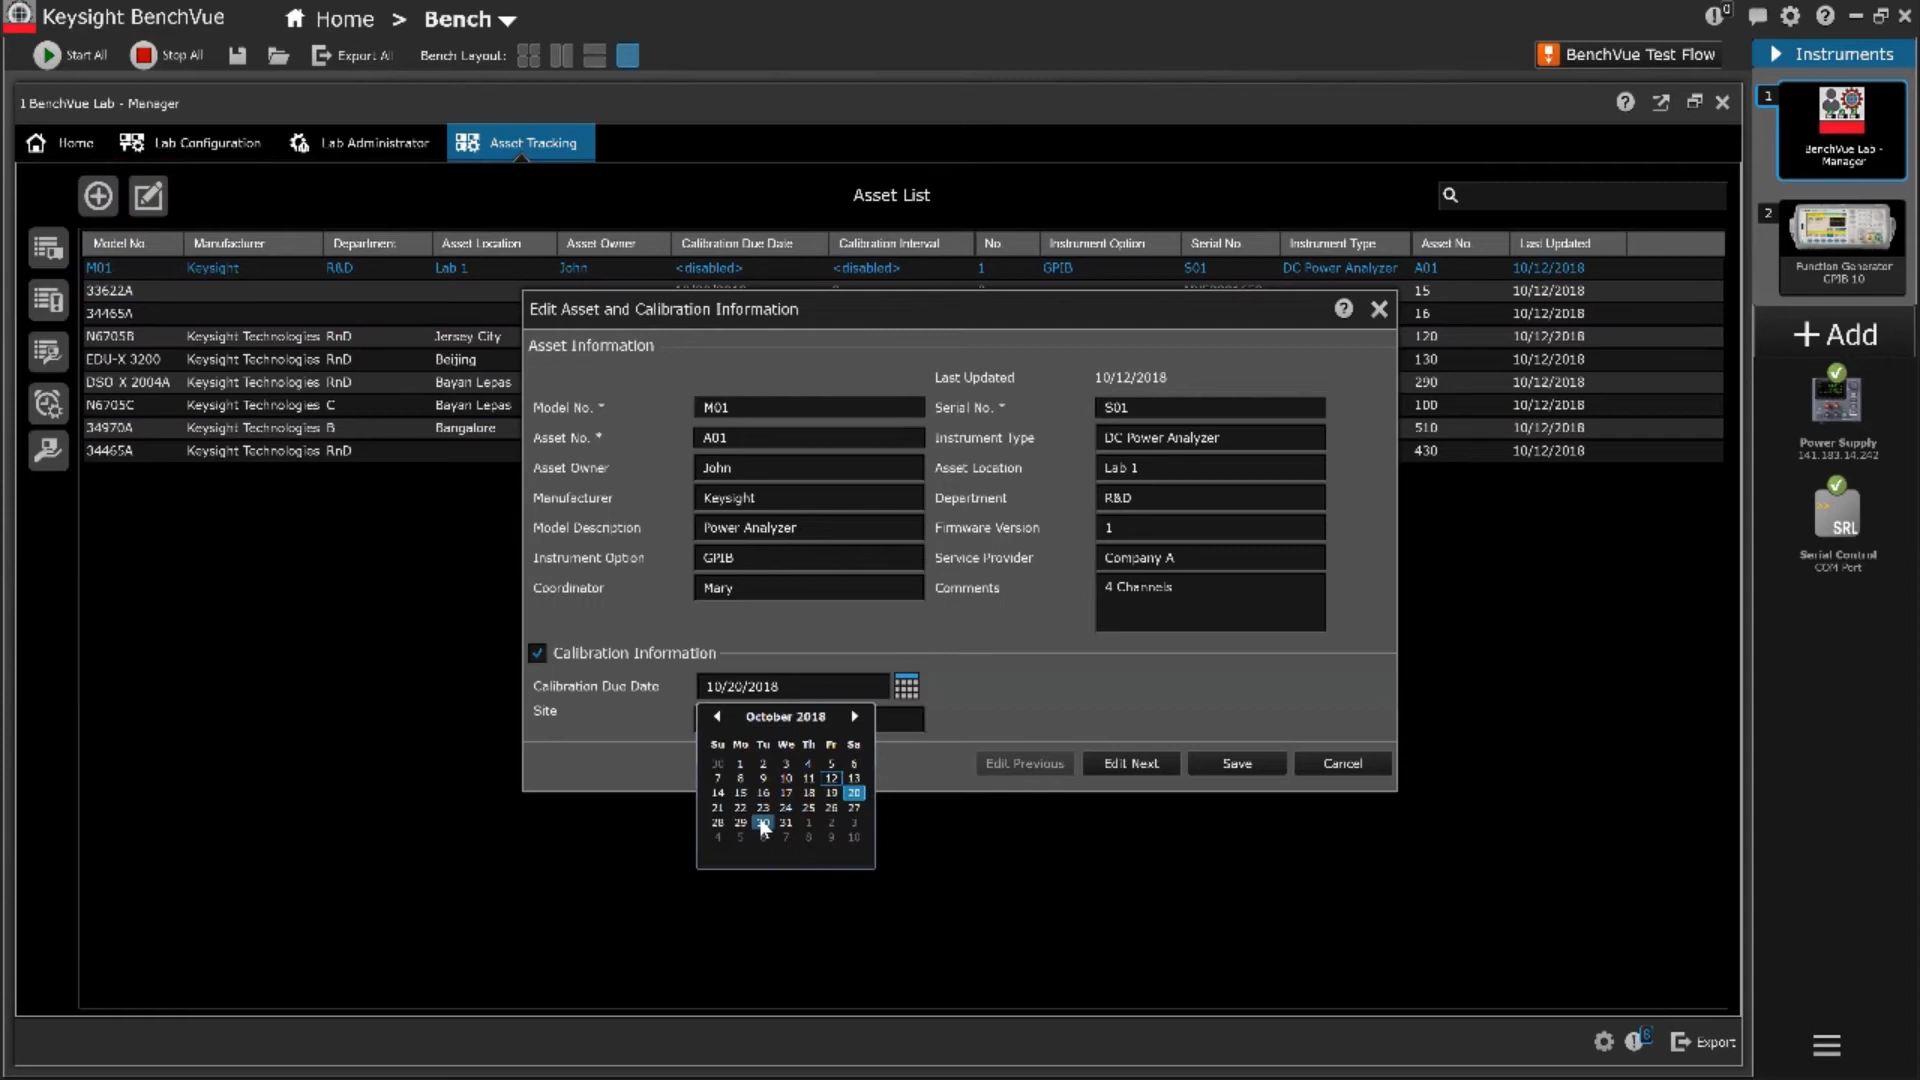 Keysight BenchVue Home > Bench 0
Start All Stop All Export All Bench Layout: BenchVue Test Flow Instruments
1 BenchVue Lab - Manager
1
BenchVue Lab - Manager
Home Lab Configuration Lab Administrator Asset Tracking
Asset List
2
Function Generator
GPIB 10
Model No. Manufacturer Department Asset Location Asset Owner Calibration Due Date Calibration Interval No. Instrument Option Serial No. Instrument Type Asset No. Last Updated
M01 Keysight R&D Lab 1 John <disabled> <disabled> 1 GPIB S01 DC Power Analyzer A01 10/12/2018
33622A 15 10/12/2018
34465A 16 10/12/2018
N6705B Keysight Technologies RnD Jersey City 120 10/12/2018
EDU-X 3200 Keysight Technologies RnD Beijing 130 10/12/2018
DSO X 2004A Keysight Technologies RnD Bayan Lepas 290 10/12/2018
N6705C Keysight Technologies C Bayan Lepas 100 10/12/2018
34970A Keysight Technologies B Bangalore 510 10/12/2018
34465A Keysight Technologies RnD 430 10/12/2018
+ Add
Power Supply
141.183.14.242
SRL
Serial Control
COM Port
Edit Asset and Calibration Information
Asset Information
Last Updated 10/12/2018
Model No. * M01 Serial No. * S01
Asset No. * A01 Instrument Type DC Power Analyzer
Asset Owner John Asset Location Lab 1
Manufacturer Keysight Department R&D
Model Description Power Analyzer Firmware Version 1
Instrument Option GPIB Service Provider Company A
Coordinator Mary Comments 4 Channels
Calibration Information
Calibration Due Date 10/20/2018
Site
October 2018
Su Mo Tu We Th Fr Sa
30 1 2 3 4 5 6
7 8 9 10 11 12 13
14 15 16 17 18 19 20
21 22 23 24 25 26 27
28 29 30 31 1 2 3
4 5 6 7 8 9 10
Edit Previous Edit Next Save Cancel
6 Export